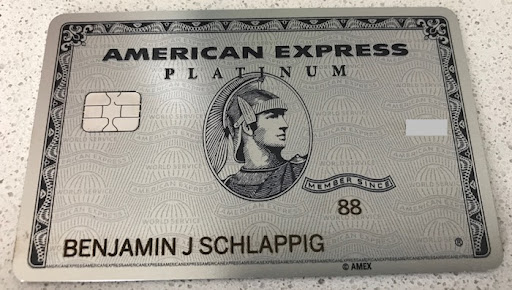 AMERICAN EXPRESS
PLATINUM
MEMBER SINCE
88
BENJAMIN J SCHLAPPIG
®
© AMEX